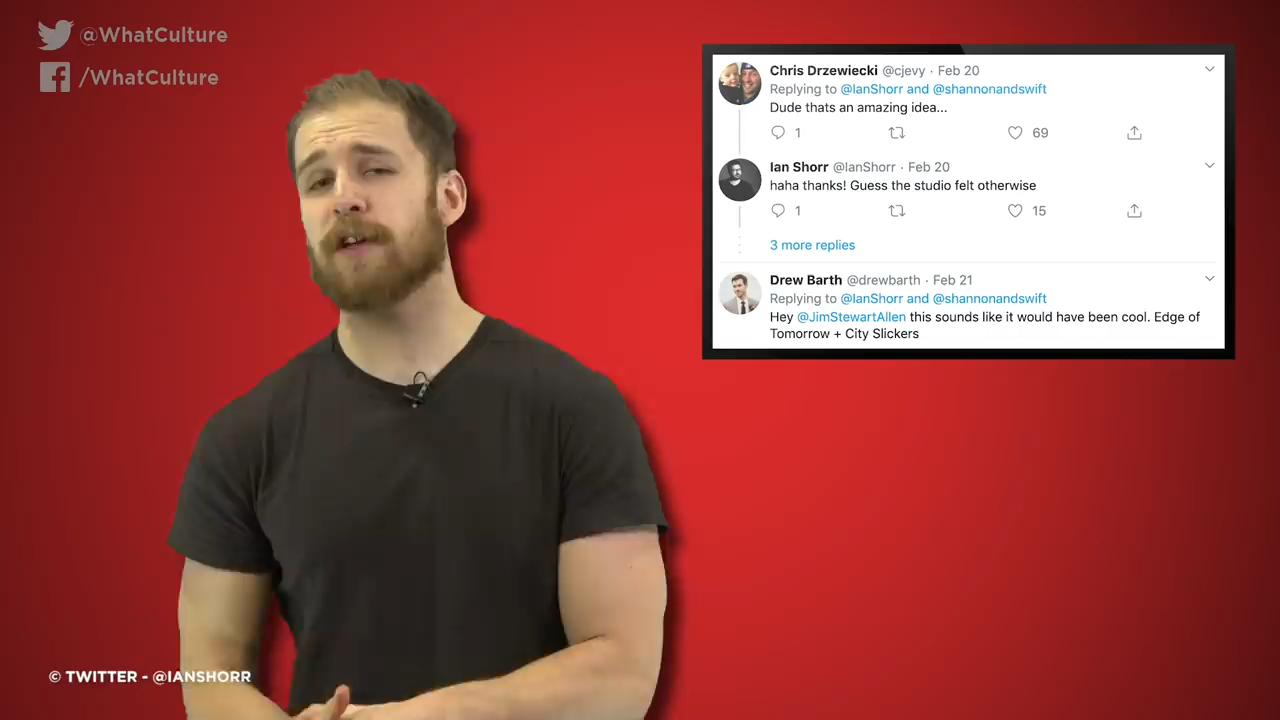 @WhatCulture
/WhatCulture
Chris Drzewiecki @cjevy · Feb 20
Replying to @IanShorr and @shannonandswift
Dude thats an amazing idea...
1 69
Ian Shorr @IanShorr · Feb 20
haha thanks! Guess the studio felt otherwise
1 15
3 more replies
Drew Barth @drewbarth · Feb 21
Replying to @IanShorr and @shannonandswift
Hey @JimStewartAllen this sounds like it would have been cool. Edge of
Tomorrow + City Slickers
© TWITTER - @IANSHORR